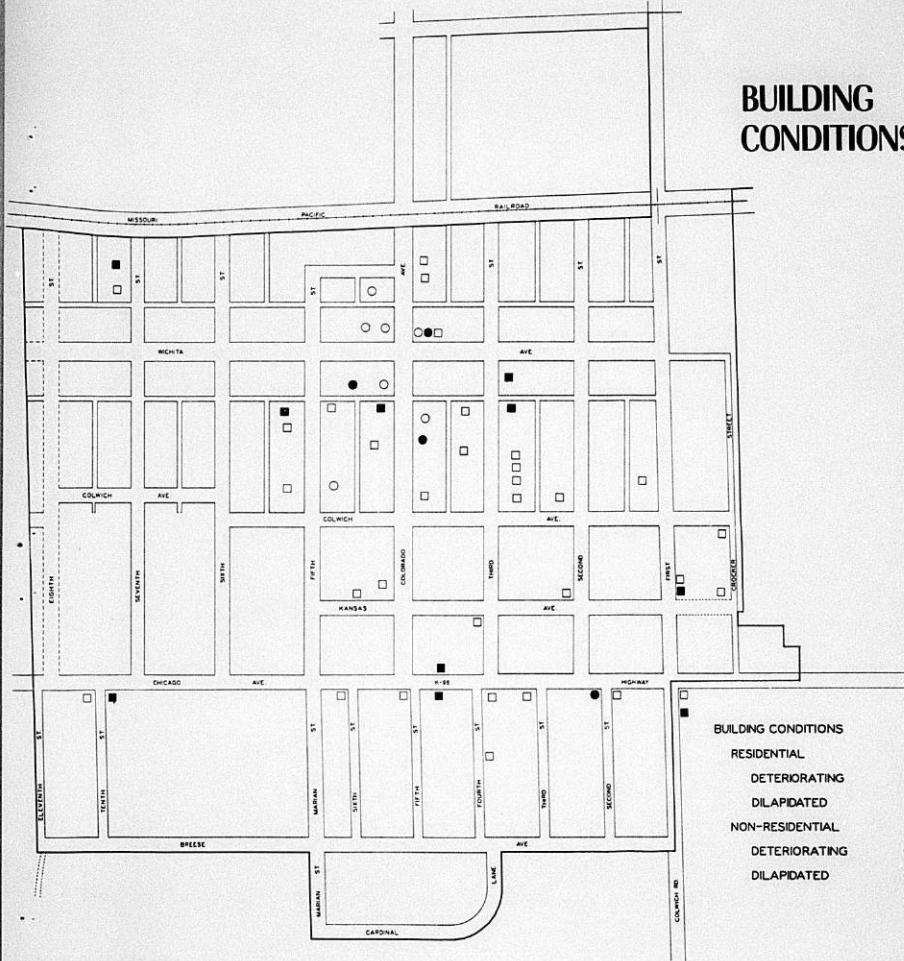 BUILDING
CONDITIONS
MISSOURI PACIFIC RAILROAD
ST
ST
ST
ST
AVE
ST
ST
ST
WICHITA AVE
STREET
COLWICH AVE
COLWICH AVE.
EIGHTH
SEVENTH
SIXTH
FIFTH
COLORADO
THIRD
SECOND
FIRST
CROCKER
KANSAS AVE.
CHICAGO AVE. K-96 HIGHWAY
ELEVENTH ST
TENTH ST
MARIAN ST
SIXTH ST
FIFTH ST
FOURTH ST
THIRD ST
SECOND ST
BREESE AVE
MARIAN ST
LANE
CARDINAL
COLWICH RD.
BUILDING CONDITIONS
RESIDENTIAL
DETERIORATING
DILAPIDATED
NON-RESIDENTIAL
DETERIORATING
DILAPIDATED